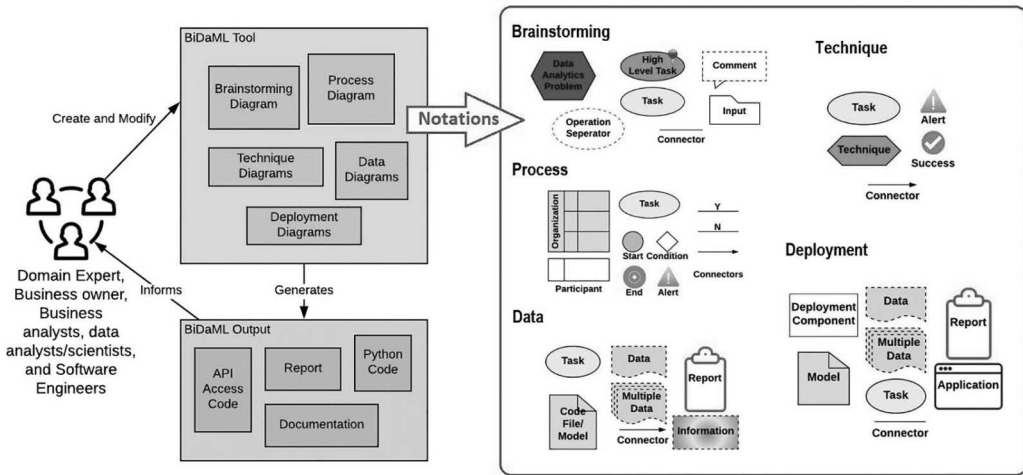 BiDaML Tool
Brainstorming
Diagram
Process
Diagram
Technique
Diagrams
Data
Diagrams
Deployment
Diagrams
Create and Modify
Notations
Domain Expert,
Business owner,
Business
analysts, data
analysts/scientists,
and Software
Engineers
Informs
Generates
BiDaML Output
API
Access
Code
Report
Python
Code
Documentation
Brainstorming
Data
Analytics
Problem
High
Level Task
Task
Comment
Input
Operation
Seperator
Connector
Technique
Task
Alert
Technique
Success
Connector
Process
Organization
Task
Start
Condition
End
Alert
Participant
Y
N
Connectors
Data
Task
Data
Report
Code
File/
Model
Multiple
Data
Connector
Information
Deployment
Deployment
Component
Data
Report
Multiple
Data
Model
Task
Application
Connector